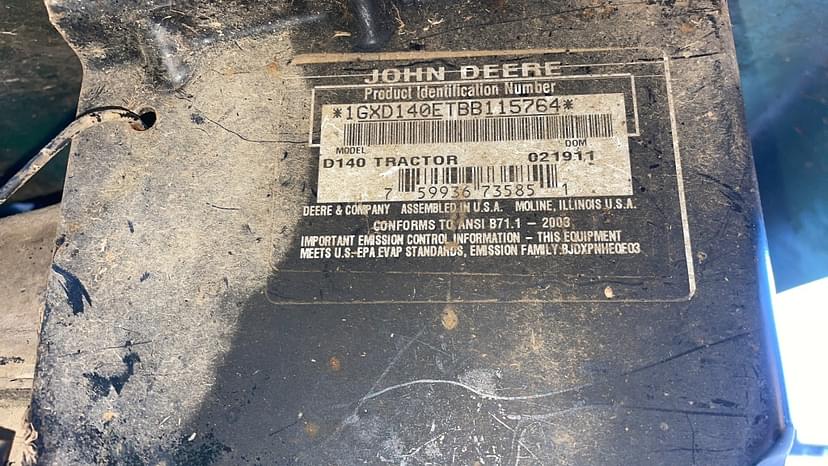 JOHN DEERE
Product Identification Number
*1GXD140ETBB115764*
MODEL DOM
D140 TRACTOR 021911
7 59936 73585 1
DEERE & COMPANY ASSEMBLED IN U.S.A. MOLINE, ILLINOIS U.S.A.
CONFORMS TO ANSI B71.1 – 2003
IMPORTANT EMISSION CONTROL INFORMATION – THIS EQUIPMENT
MEETS U.S.-EPA EVAP STANDARDS, EMISSION FAMILY.BJDXPNHEQE03